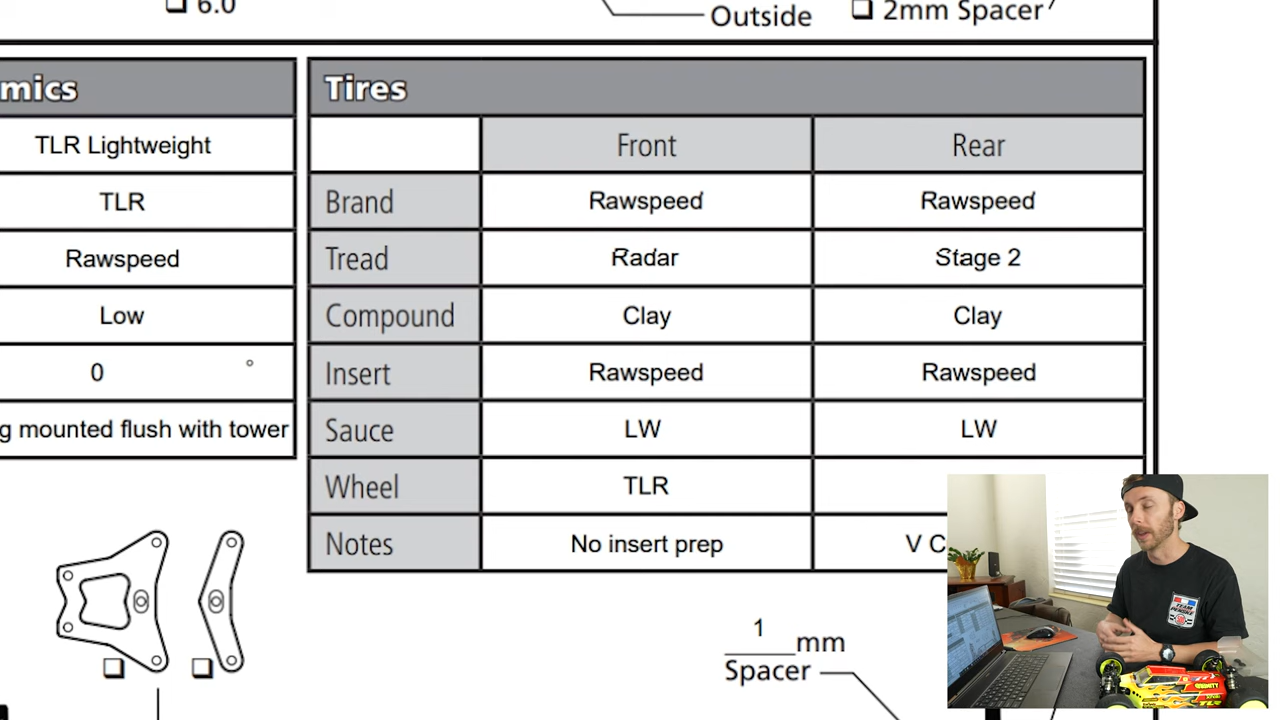 6.0
Outside
2mm Spacer
mics
Tires
Front Rear
TLR Lightweight
TLR
Rawspeed
Low
0 °
g mounted flush with tower
Brand Rawspeed Rawspeed
Tread Radar Stage 2
Compound Clay Clay
Insert Rawspeed Rawspeed
Sauce LW LW
Wheel TLR
Notes No insert prep V C
1 mm
Spacer
TEAM PENSKE